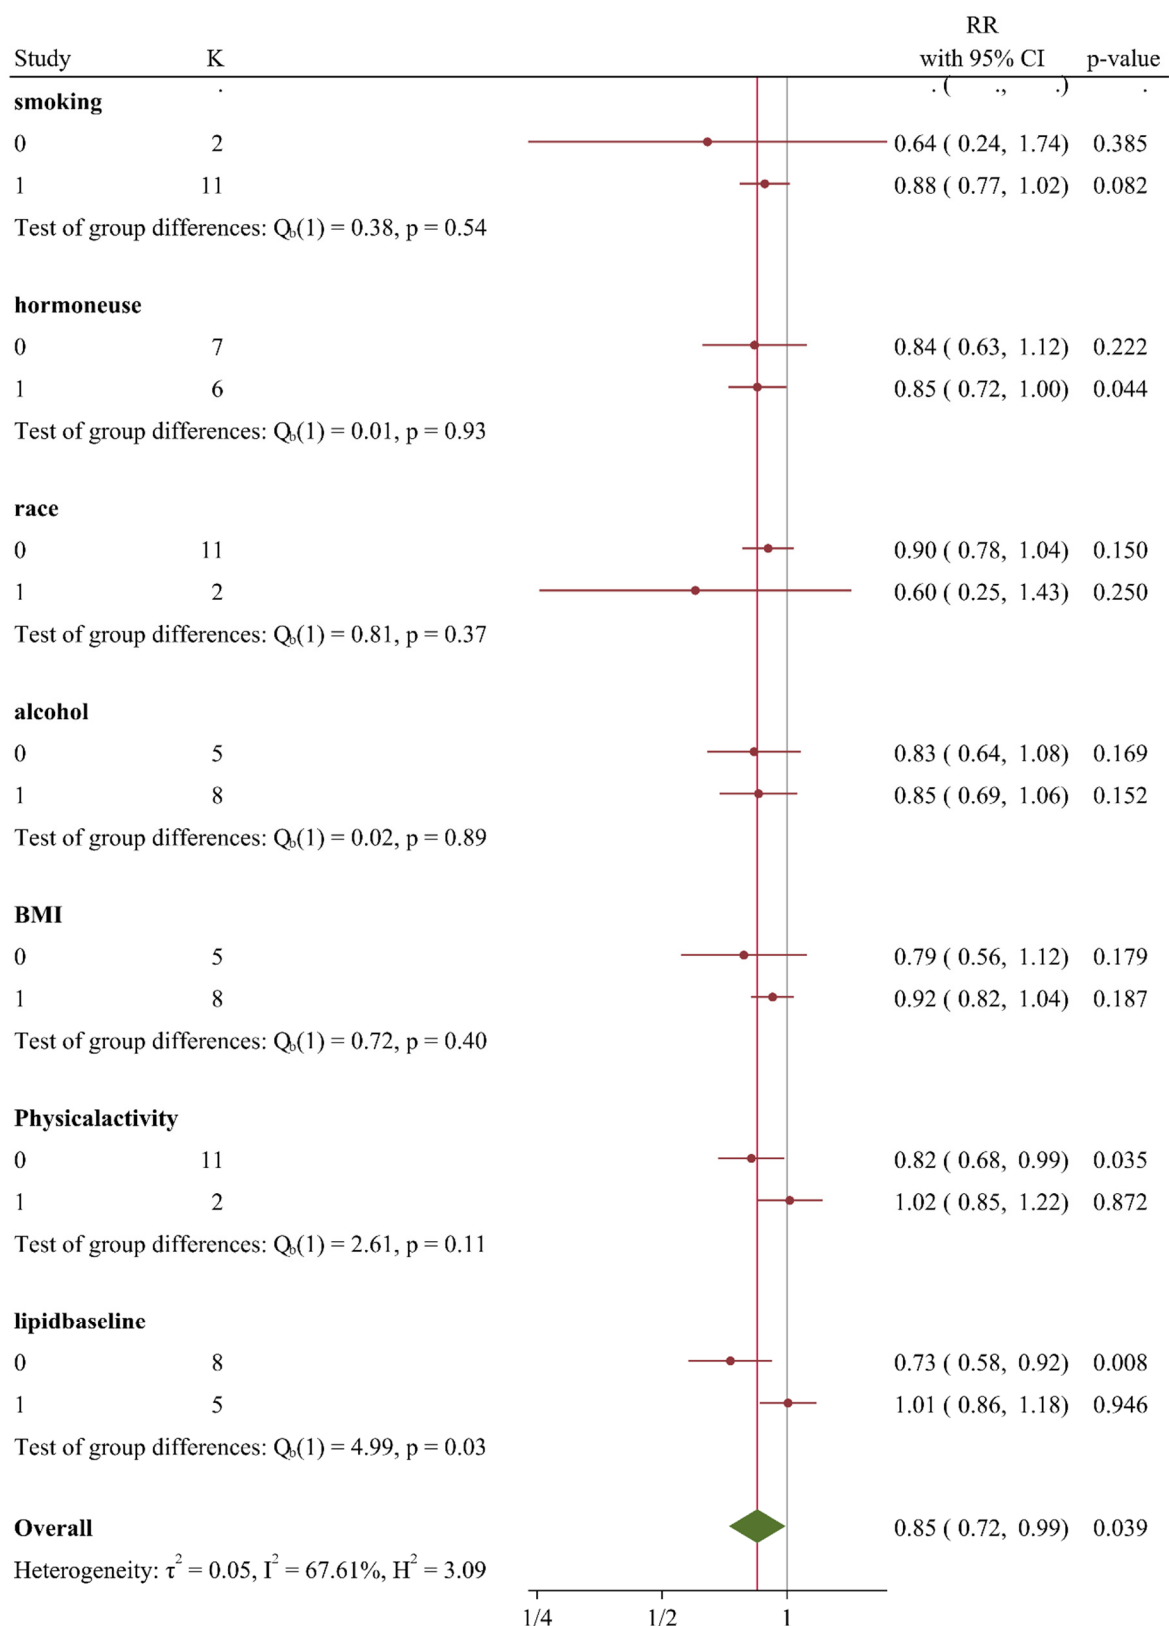 RR
Study K with 95% CI p-value
. . ( ., .) .
smoking
0 2 0.64 ( 0.24, 1.74) 0.385
1 11 0.88 ( 0.77, 1.02) 0.082
Test of group differences: Q_b(1) = 0.38, p = 0.54
hormoneuse
0 7 0.84 ( 0.63, 1.12) 0.222
1 6 0.85 ( 0.72, 1.00) 0.044
Test of group differences: Q_b(1) = 0.01, p = 0.93
race
0 11 0.90 ( 0.78, 1.04) 0.150
1 2 0.60 ( 0.25, 1.43) 0.250
Test of group differences: Q_b(1) = 0.81, p = 0.37
alcohol
0 5 0.83 ( 0.64, 1.08) 0.169
1 8 0.85 ( 0.69, 1.06) 0.152
Test of group differences: Q_b(1) = 0.02, p = 0.89
BMI
0 5 0.79 ( 0.56, 1.12) 0.179
1 8 0.92 ( 0.82, 1.04) 0.187
Test of group differences: Q_b(1) = 0.72, p = 0.40
Physicalactivity
0 11 0.82 ( 0.68, 0.99) 0.035
1 2 1.02 ( 0.85, 1.22) 0.872
Test of group differences: Q_b(1) = 2.61, p = 0.11
lipidbaseline
0 8 0.73 ( 0.58, 0.92) 0.008
1 5 1.01 ( 0.86, 1.18) 0.946
Test of group differences: Q_b(1) = 4.99, p = 0.03
Overall 0.85 ( 0.72, 0.99) 0.039
Heterogeneity: τ² = 0.05, I² = 67.61%, H² = 3.09
1/4 1/2 1